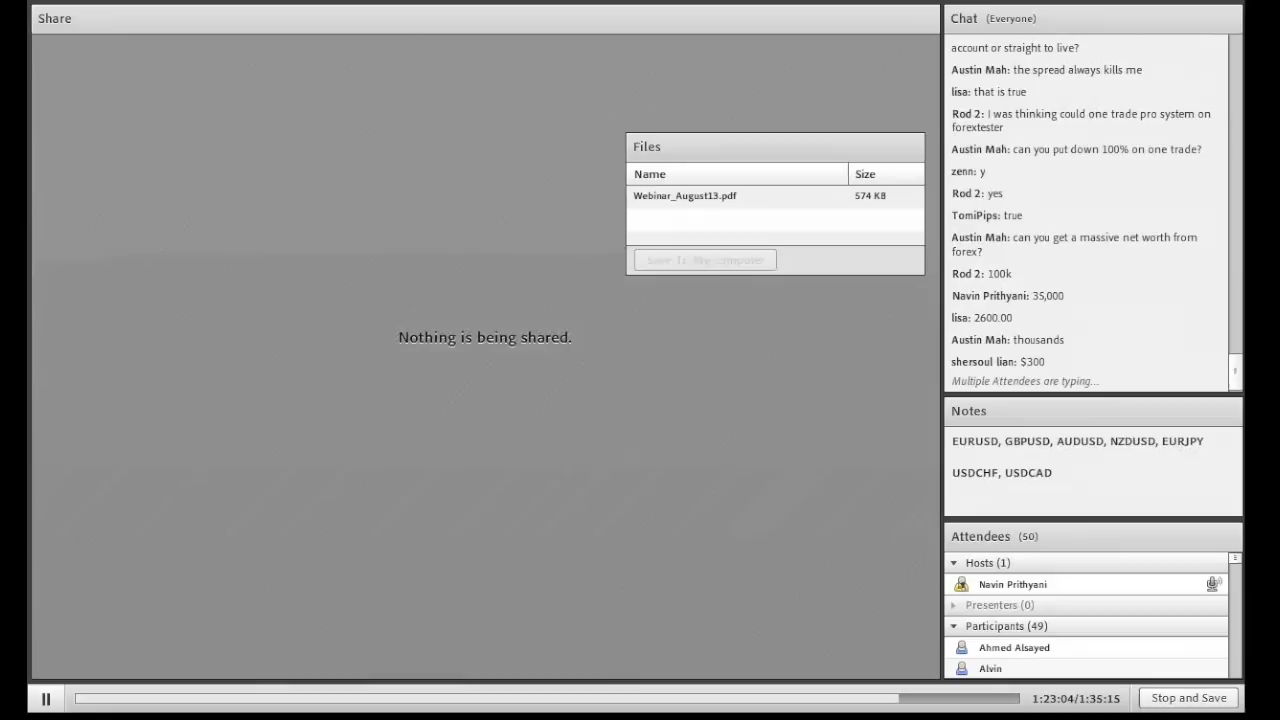 Share
Files
Name Size
Webinar_August13.pdf 574 KB
Save To My Computer
Nothing is being shared.
Chat (Everyone)
account or straight to live?
Austin Mah: the spread always kills me
lisa: that is true
Rod 2: I was thinking could one trade pro system on
forextester
Austin Mah: can you put down 100% on one trade?
zenn: y
Rod 2: yes
TomiPips: true
Austin Mah: can you get a massive net worth from
forex?
Rod 2: 100k
Navin Prithyani: 35,000
lisa: 2600.00
Austin Mah: thousands
shersoul lian: $300
Multiple Attendees are typing...
Notes
EURUSD, GBPUSD, AUDUSD, NZDUSD, EURJPY
USDCHF, USDCAD
Attendees (50)
Hosts (1)
Navin Prithyani
Presenters (0)
Participants (49)
Ahmed Alsayed
Alvin
1:23:04/1:35:15
Stop and Save